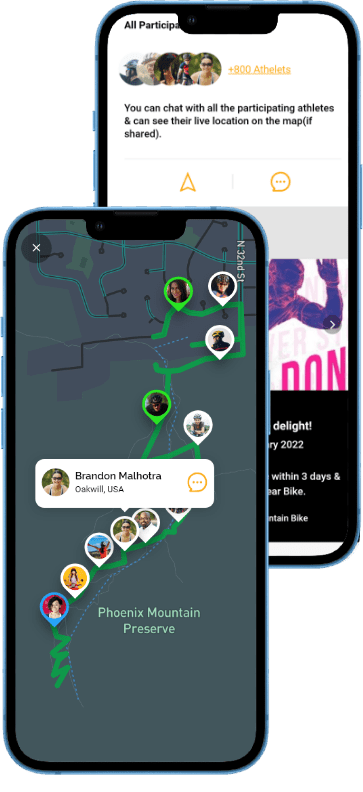 All Participa
+800 Athelets
You can chat with all the participating athletes
& can see their live location on the map(if
shared).
N 32nd St
DON
delight!
ary 2022
within 3 days &
ear Bike.
ntain Bike
Brandon Malhotra
Oakwill, USA
Phoenix Mountain
Preserve